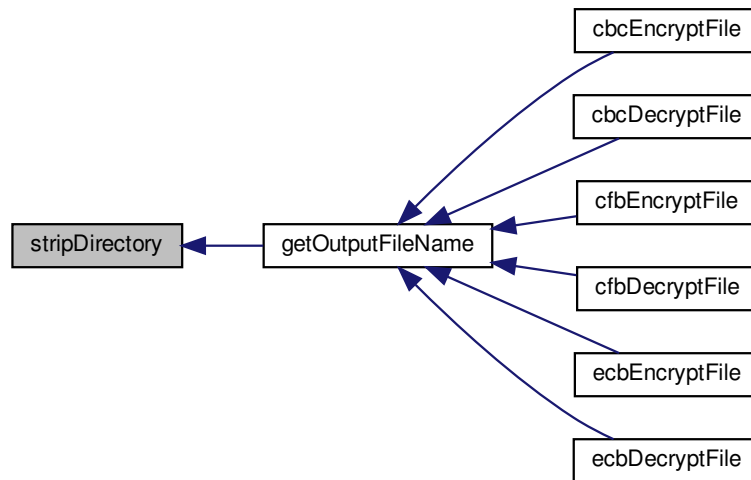 cbcEncryptFile
cbcDecryptFile
cfbEncryptFile
stripDirectory
getOutputFileName
cfbDecryptFile
ecbEncryptFile
ecbDecryptFile